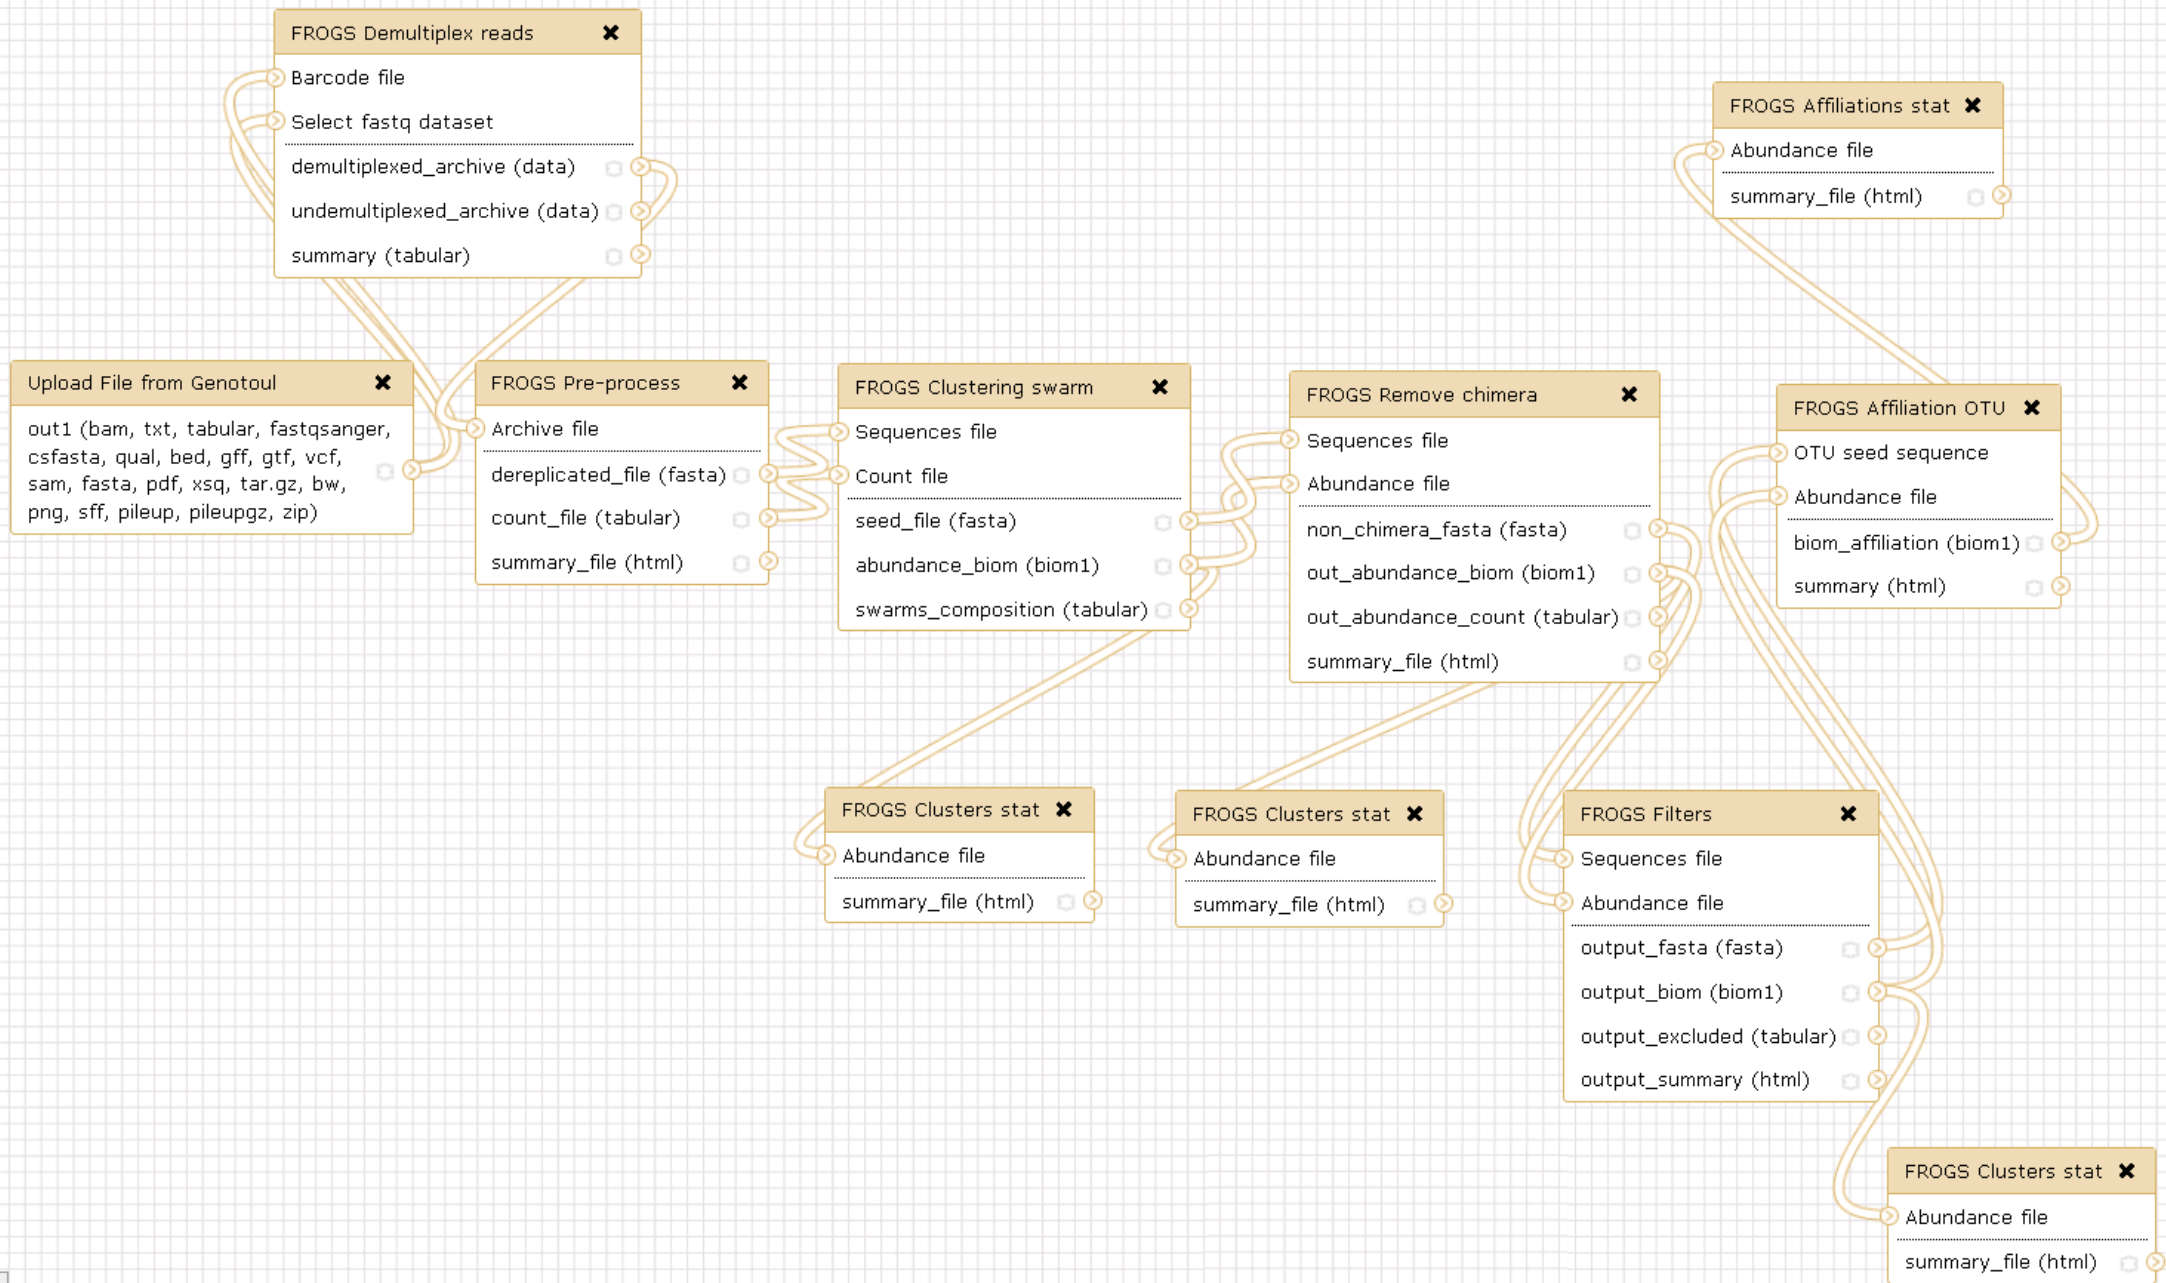 FROGS Demultiplex reads
Barcode file
Select fastq dataset
demultiplexed_archive (data)
undemultiplexed_archive (data)
summary (tabular)
FROGS Affiliations stat
Abundance file
summary_file (html)
Upload File from Genotoul
out1 (bam, txt, tabular, fastqsanger,
csfasta, qual, bed, gff, gtf, vcf,
sam, fasta, pdf, xsq, tar.gz, bw,
png, sff, pileup, pileupgz, zip)
FROGS Pre-process
Archive file
dereplicated_file (fasta)
count_file (tabular)
summary_file (html)
FROGS Clustering swarm
Sequences file
Count file
seed_file (fasta)
abundance_biom (biom1)
swarms_composition (tabular)
FROGS Remove chimera
Sequences file
Abundance file
non_chimera_fasta (fasta)
out_abundance_biom (biom1)
out_abundance_count (tabular)
summary_file (html)
FROGS Affiliation OTU
OTU seed sequence
Abundance file
biom_affiliation (biom1)
summary (html)
FROGS Clusters stat
Abundance file
summary_file (html)
FROGS Clusters stat
Abundance file
summary_file (html)
FROGS Filters
Sequences file
Abundance file
output_fasta (fasta)
output_biom (biom1)
output_excluded (tabular)
output_summary (html)
FROGS Clusters stat
Abundance file
summary_file (html)